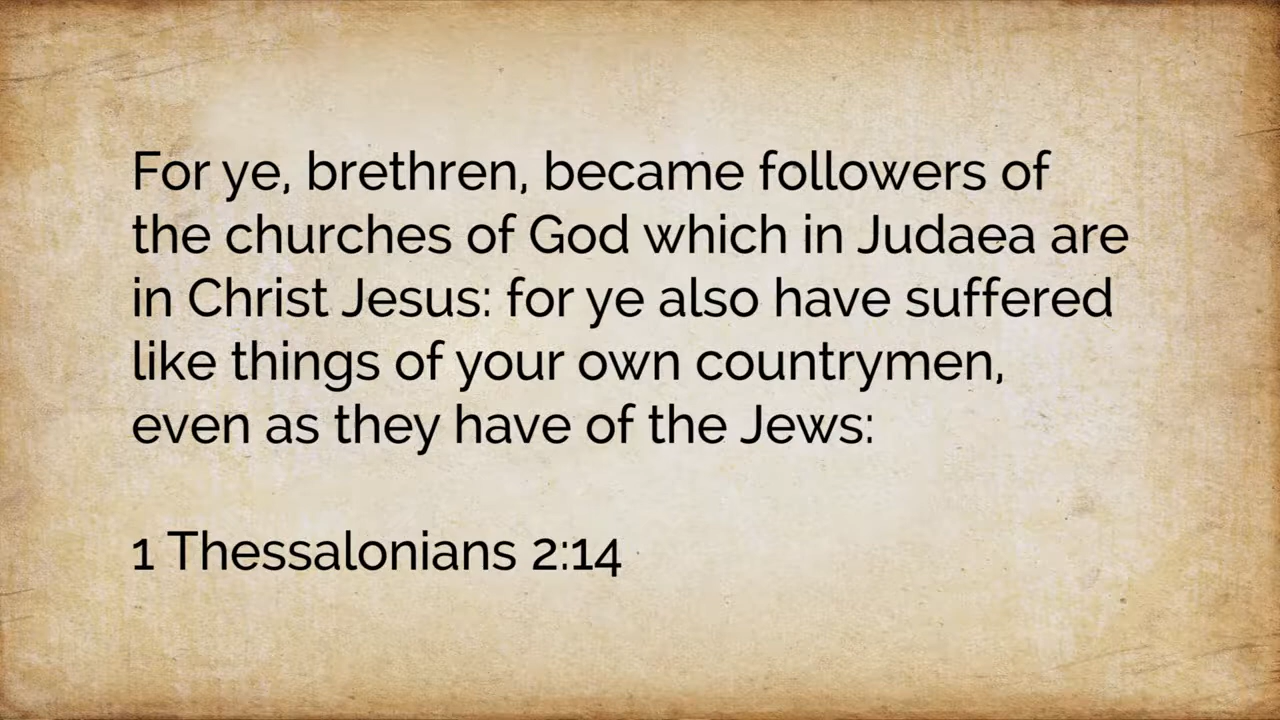 For ye, brethren, became followers of
the churches of God which in Judaea are
in Christ Jesus: for ye also have suffered
like things of your own countrymen,
even as they have of the Jews:
1 Thessalonians 2:14